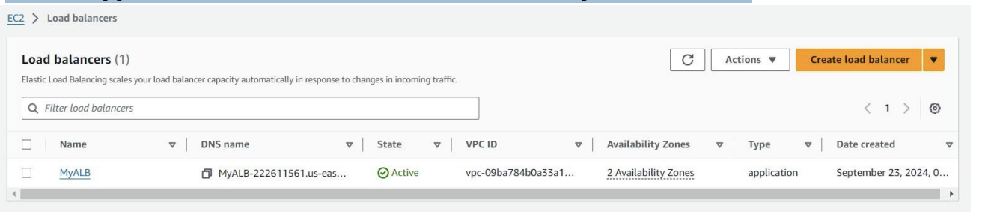 EC2 > Load balancers
Load balancers (1)
Actions ▼
Create load balancer ▼
Elastic Load Balancing scales your load balancer capacity automatically in response to changes in incoming traffic.
Filter load balancers
< 1 >
Name DNS name State VPC ID Availability Zones Type Date created
MyALB MyALB-222611561.us-eas... Active vpc-09ba784b0a33a1... 2 Availability Zones application September 23, 2024, 0...